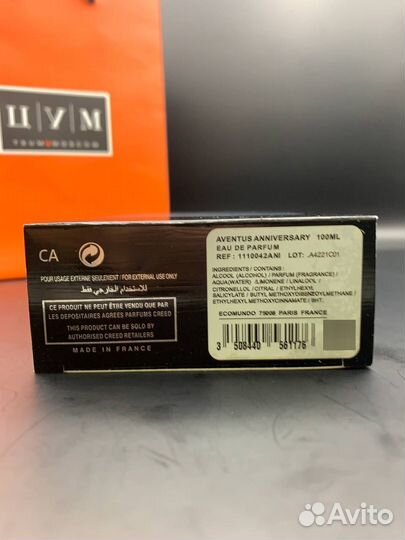 ЦУМ
TSUM MOSCOW
CA
POUR USAGE EXTERNE SEULEMENT / FOR EXTERNAL USE ONLY
للاستخدام الخارجي فقط
CE PRODUIT NE PEUT ÊTRE VENDU QUE PAR
LES DEPOSITAIRES AGREES PARFUMS CREED
THIS PRODUCT CAN BE SOLD BY
AUTHORISED CREED RETAILERS
MADE IN FRANCE
AVENTUS ANNIVERSARY 100ML
EAU DE PARFUM
REF : 1110042ANI LOT: A4221C01
INGREDIENTS / CONTAINS :
ALCOOL (ALCOHOL) / PARFUM (FRAGRANCE) /
AQUA(WATER) /LIMONENE / LINALOOL /
CITRONELLOL / CITRAL / ETHYLHEXYL
SALICYLATE / BUTYL METHOXYDIBENZOYLMETHANE /
ETHYLHEXYL METHOXYCINNAMATE / BHT.
ECOMUNDO 75008 PARIS FRANCE
3 508440 561176
Avito